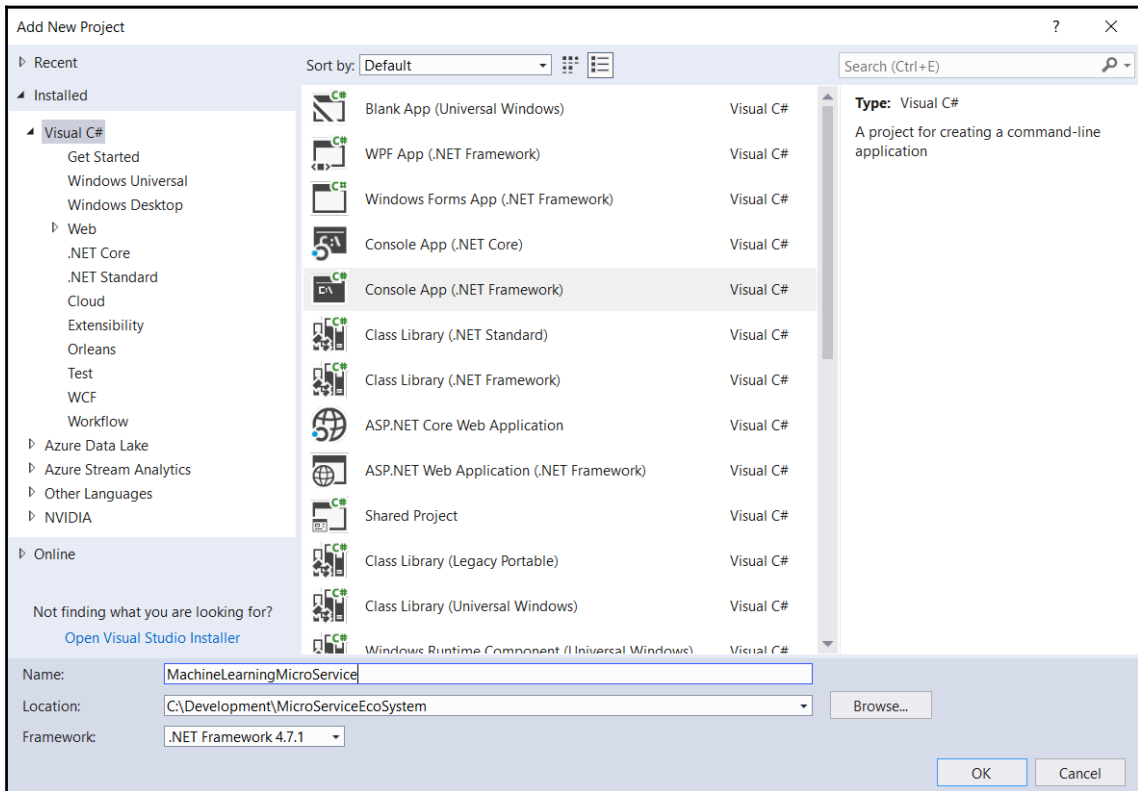 Add New Project
?
Recent
Sort by: Default
Search (Ctrl+E)
Installed
Visual C#
Get Started
Windows Universal
Windows Desktop
Web
.NET Core
.NET Standard
Cloud
Extensibility
Orleans
Test
WCF
Workflow
Azure Data Lake
Azure Stream Analytics
Other Languages
NVIDIA
Online
Not finding what you are looking for?
Open Visual Studio Installer
C# Blank App (Universal Windows) Visual C#
C# WPF App (.NET Framework) Visual C#
C# Windows Forms App (.NET Framework) Visual C#
C:\ Console App (.NET Core) Visual C#
C# C:\ Console App (.NET Framework) Visual C#
C# Class Library (.NET Standard) Visual C#
C# Class Library (.NET Framework) Visual C#
C# ASP.NET Core Web Application Visual C#
C# ASP.NET Web Application (.NET Framework) Visual C#
C# Shared Project Visual C#
C# Class Library (Legacy Portable) Visual C#
C# Class Library (Universal Windows) Visual C#
C# Windows Runtime Component (Universal Windows) Visual C#
Type: Visual C#
A project for creating a command-line
application
Name: MachineLearningMicroService
Location: C:\Development\MicroServiceEcoSystem
Browse...
Framework: .NET Framework 4.7.1
OK
Cancel